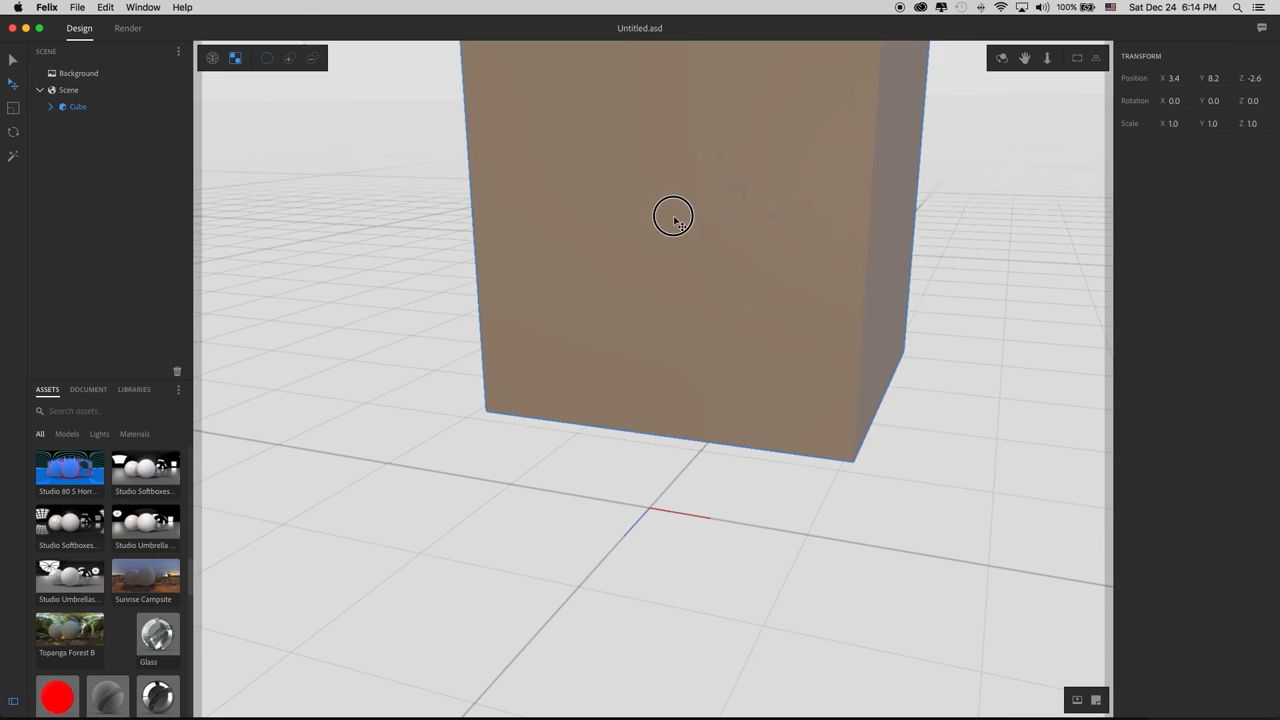 Felix File Edit Window Help 100% Sat Dec 24 6:14 PM
Design Render Untitled.asd
SCENE
Background
Scene
Cube
TRANSFORM
Position X 3.4 Y 8.2 Z -2.6
Rotation X 0.0 Y 0.0 Z 0.0
Scale X 1.0 Y 1.0 Z 1.0
ASSETS DOCUMENT LIBRARIES
Search assets..
All Models Lights Materials
Studio 80 S Horr... Studio Softboxes...
Studio Softboxes... Studio Umbrella ...
Studio Umbrellas... Sunrise Campsite
Topanga Forest B Glass